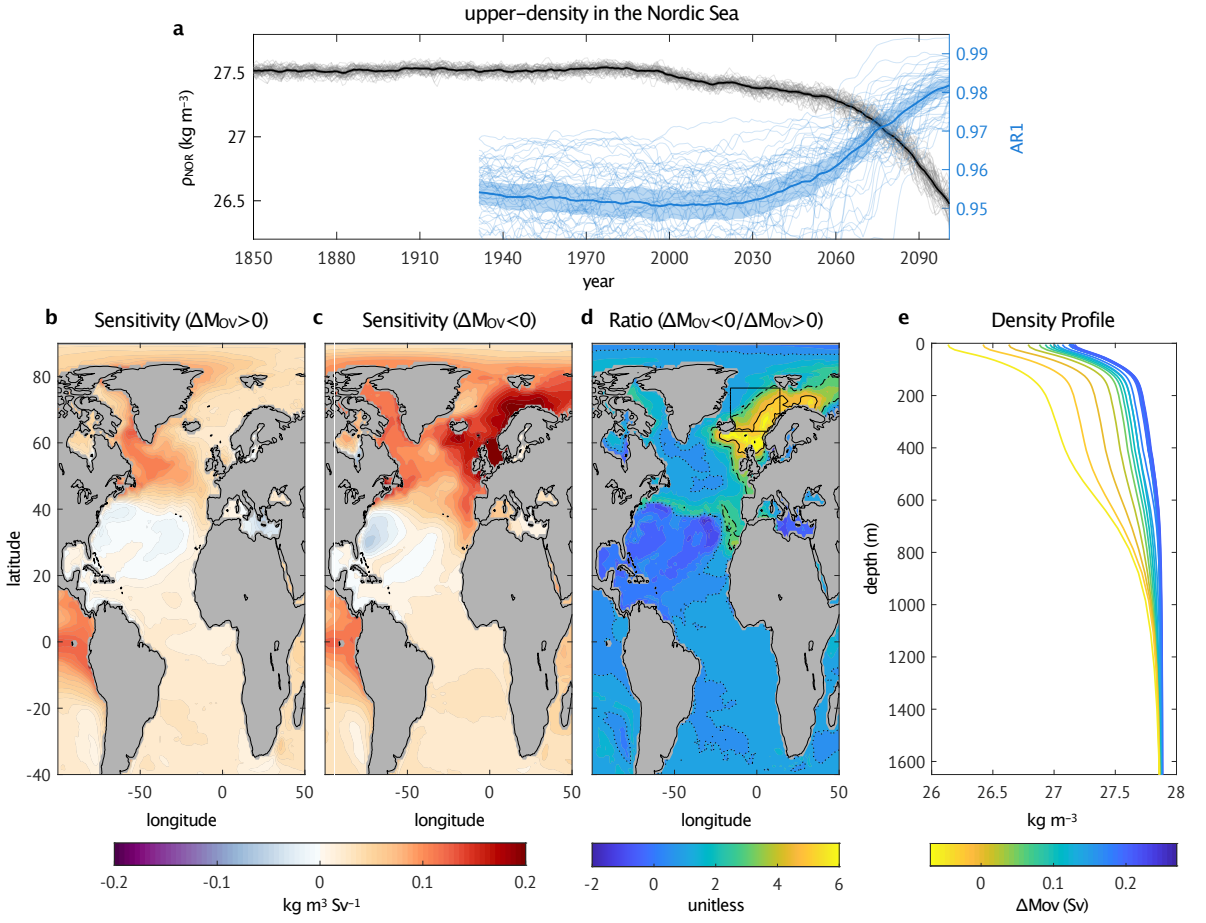 upper-density in the Nordic Sea
a
27.5
27
26.5
ρNOR (kg m⁻³)
0.99
0.98
0.97
0.96
0.95
AR1
1850 1880 1910 1940 1970 2000 2030 2060 2090
year
b Sensitivity (ΔMOV>0)
c Sensitivity (ΔMOV<0)
d Ratio (ΔMOV<0/ΔMOV>0)
e Density Profile
80
60
40
20
0
-20
-40
latitude
-50 0 50
longitude
-50 0 50
longitude
-50 0 50
longitude
0
200
400
600
800
1000
1200
1400
1600
depth (m)
26 26.5 27 27.5 28
kg m⁻³
-0.2 -0.1 0 0.1 0.2
kg m³ Sv⁻¹
-2 0 2 4 6
unitless
0 0.1 0.2
ΔMov (Sv)